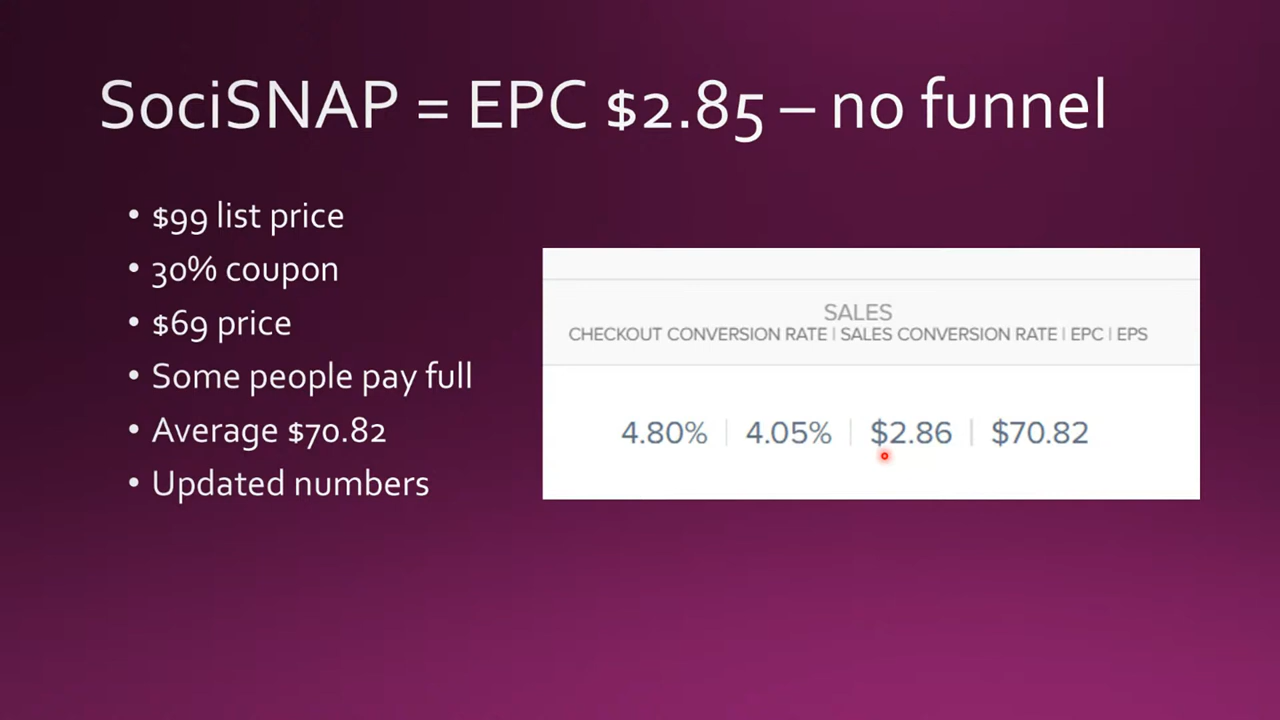 SociSNAP = EPC $2.85 – no funnel
• $99 list price
• 30% coupon
• $69 price
• Some people pay full
• Average $70.82
• Updated numbers
SALES
CHECKOUT CONVERSION RATE | SALES CONVERSION RATE | EPC | EPS
4.80% | 4.05% | $2.86 | $70.82